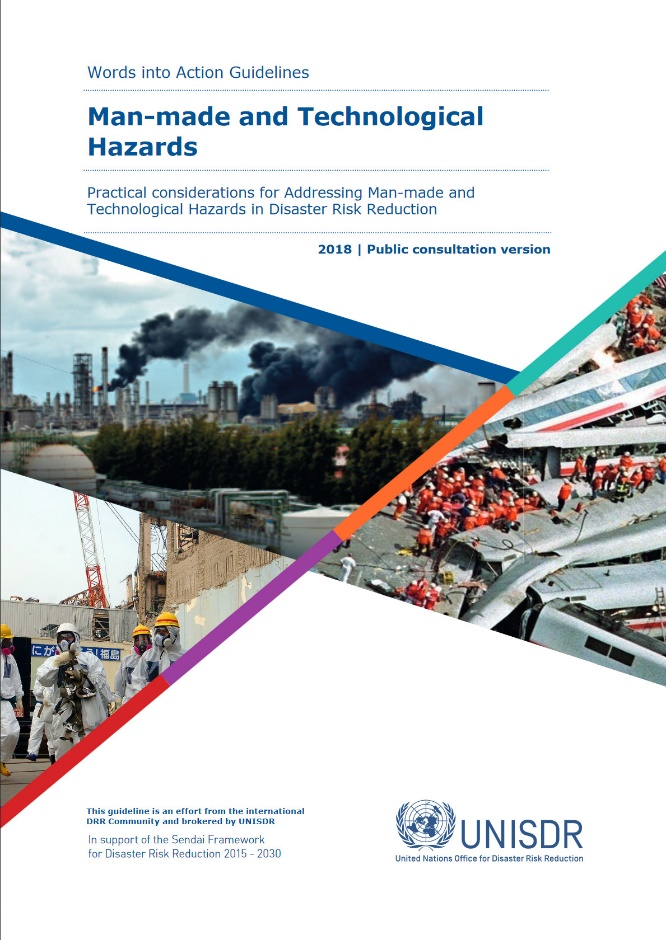 Words into Action Guidelines
Man-made and Technological
Hazards
Practical considerations for Addressing Man-made and
Technological Hazards in Disaster Risk Reduction
2018 | Public consultation version
福島
This guideline is an effort from the international
DRR Community and brokered by UNISDR
In support of the Sendai Framework
for Disaster Risk Reduction 2015 - 2030
UNISDR
United Nations Office for Disaster Risk Reduction